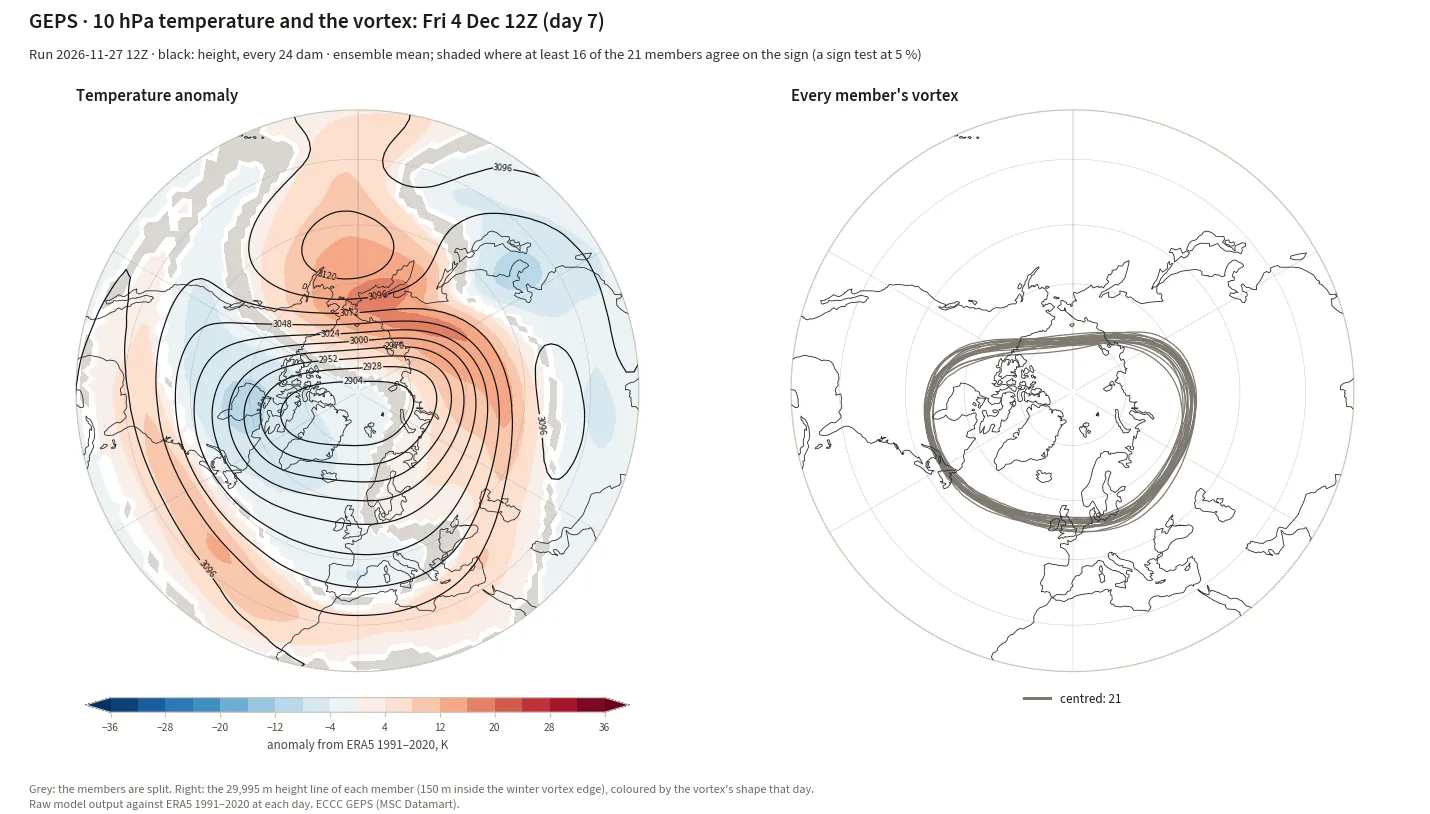 GEPS · 10 hPa temperature and the vortex: Fri 4 Dec 12Z (day 7)
Run 2026-11-27 12Z · black: height, every 24 dam · ensemble mean; shaded where at least 16 of the 21 members agree on the sign (a sign test at 5 %)
Temperature anomaly
Every member's vortex
3096
3120
3096
3072
3048
3024
3000
2976
2952
2928
2904
3096
3096
−36 −28 −20 −12 −4 4 12 20 28 36
anomaly from ERA5 1991–2020, K
centred: 21
Grey: the members are split. Right: the 29,995 m height line of each member (150 m inside the winter vortex edge), coloured by the vortex's shape that day.
Raw model output against ERA5 1991–2020 at each day. ECCC GEPS (MSC Datamart).